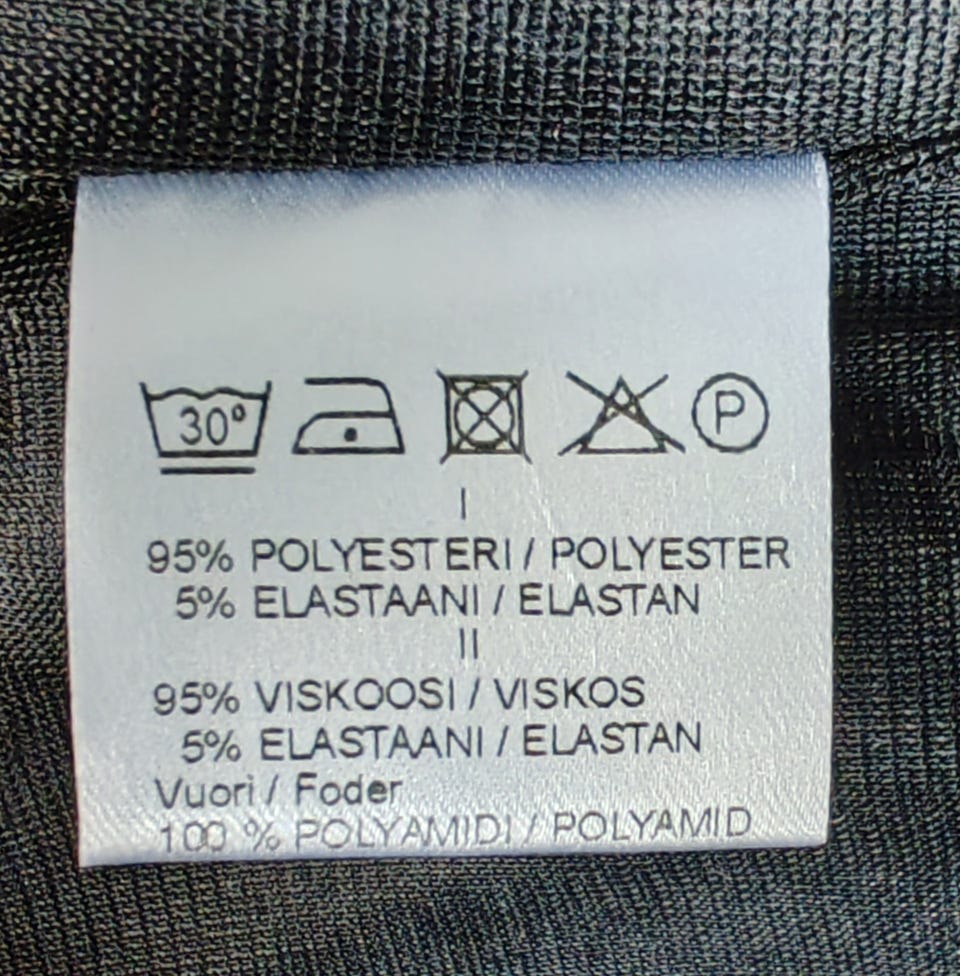 30° P
I
95% POLYESTERI / POLYESTER
5% ELASTAANI / ELASTAN
II
95% VISKOOSI / VISKOS
5% ELASTAANI / ELASTAN
Vuori / Foder
100 % POLYAMIDI / POLYAMID